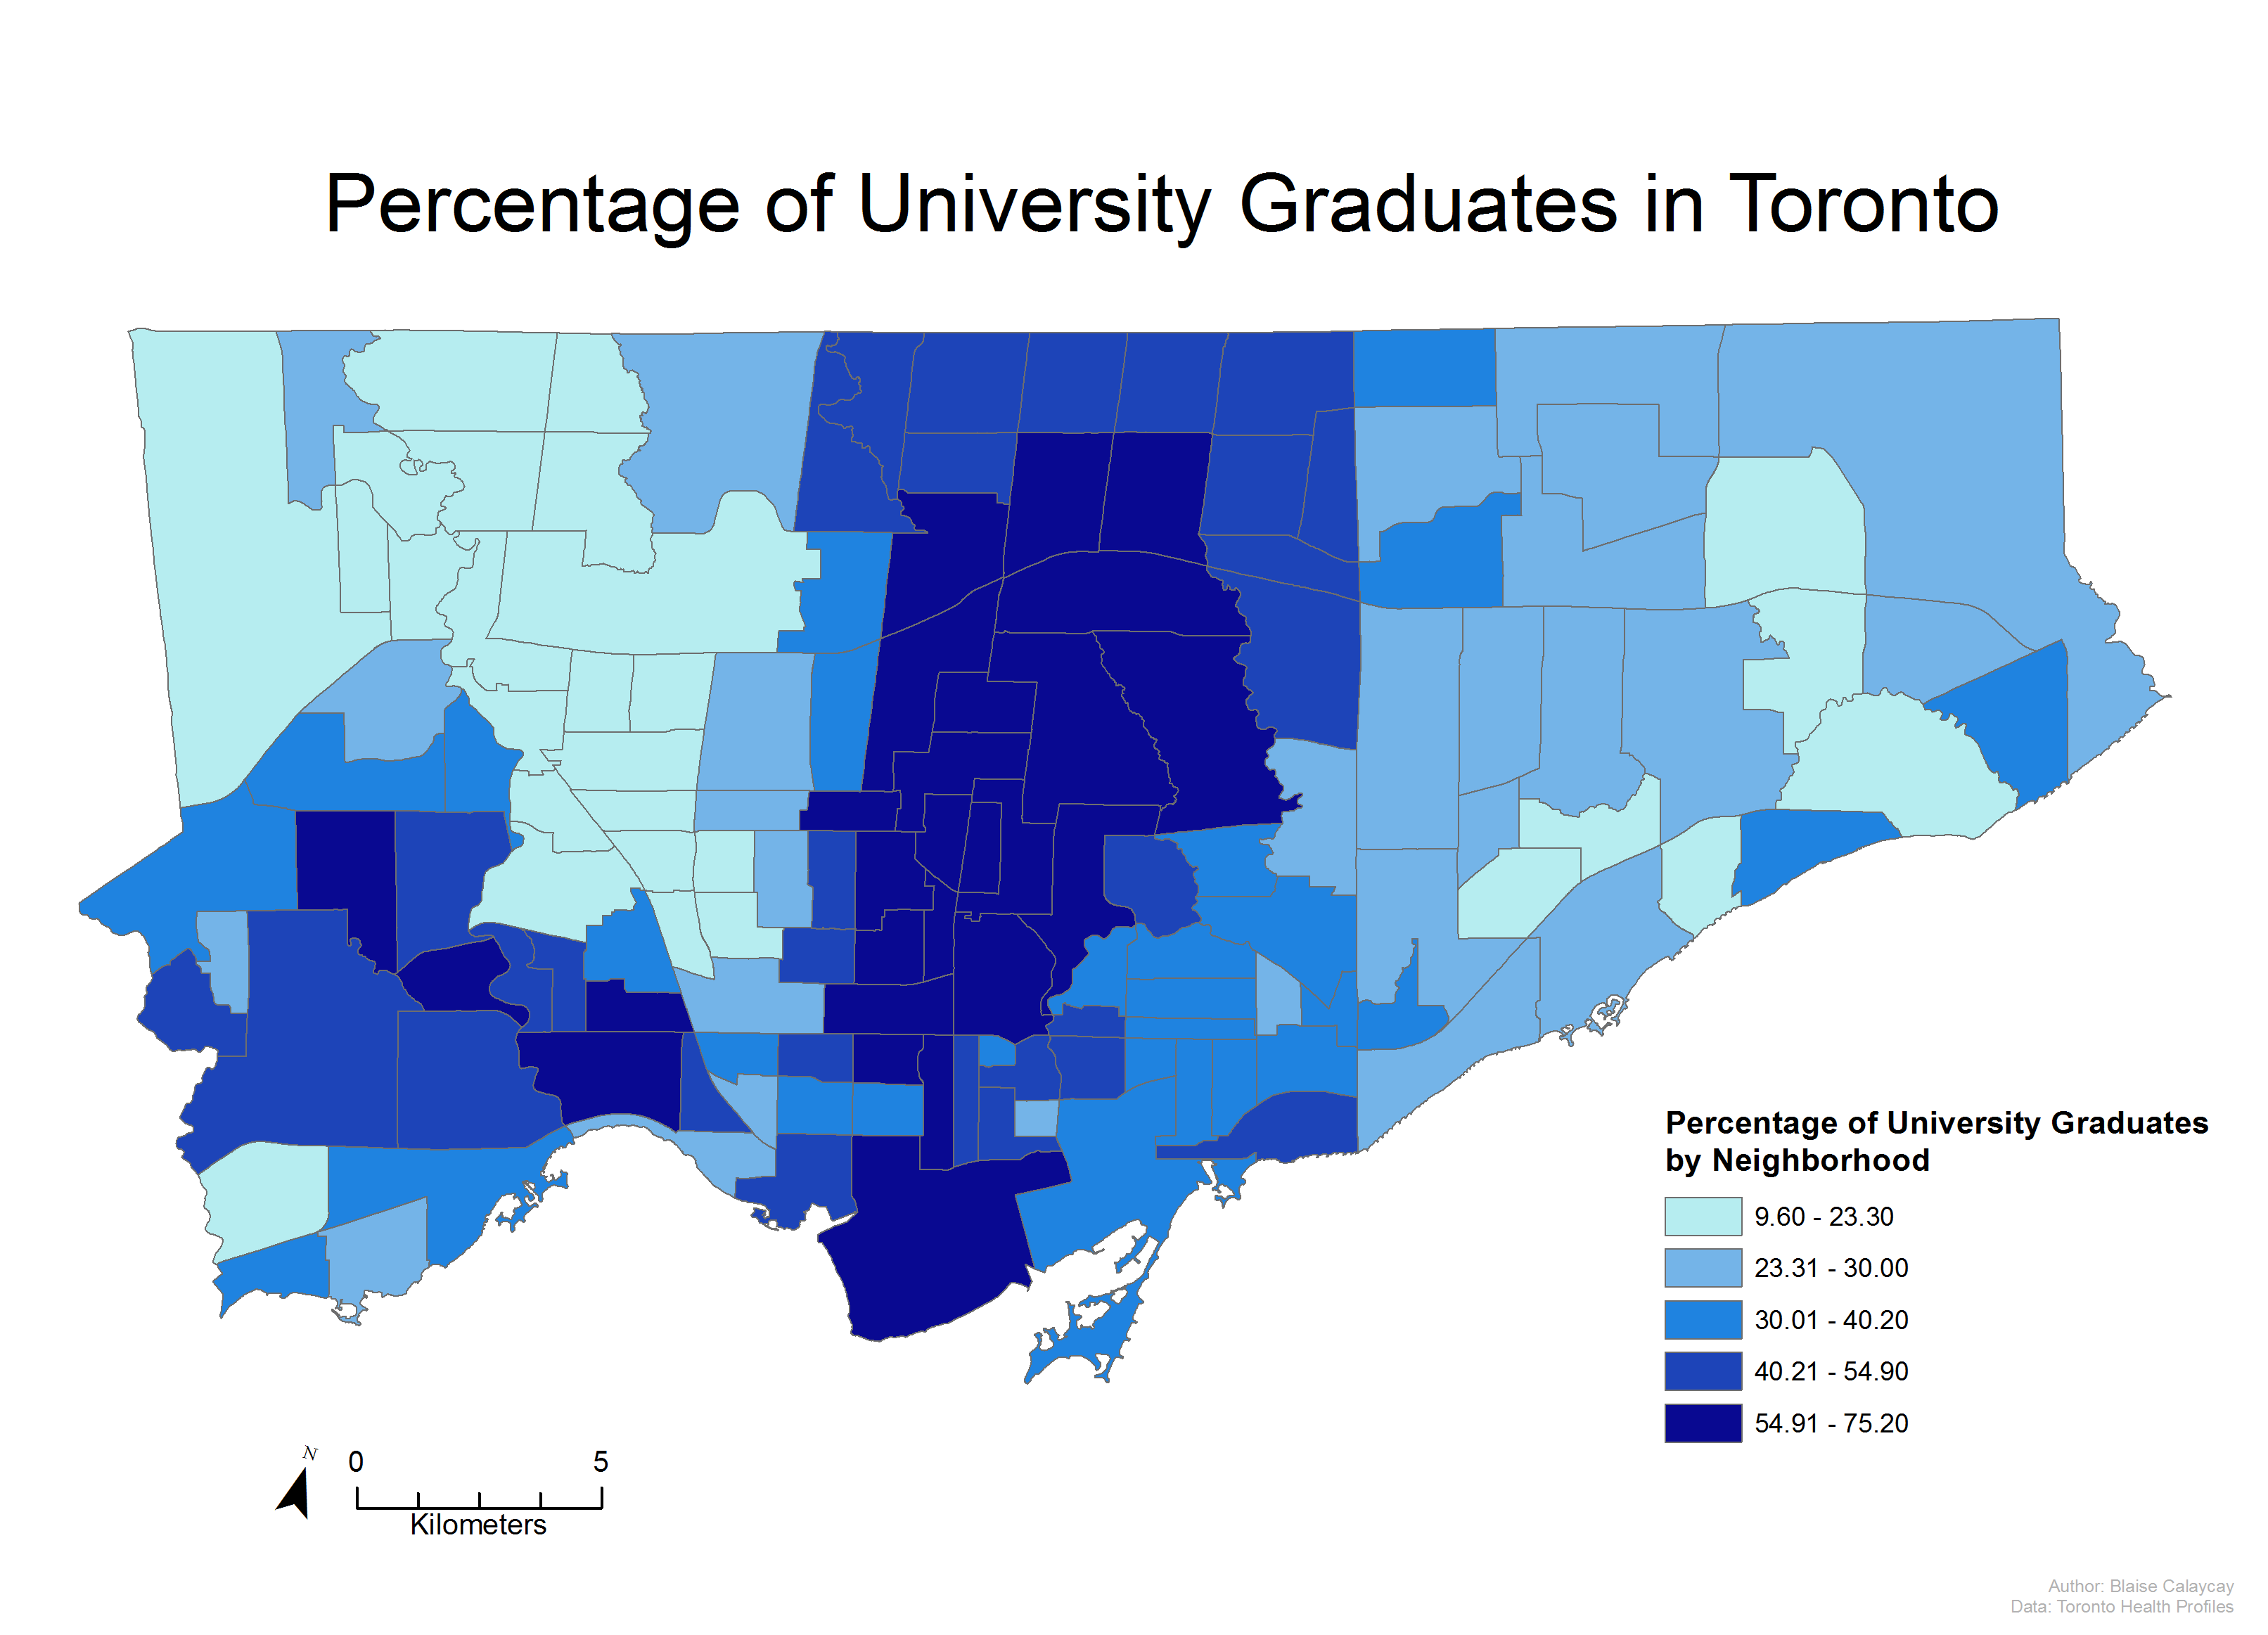 Percentage of University Graduates in Toronto
Percentage of University Graduates
by Neighborhood
9.60 - 23.30
23.31 - 30.00
30.01 - 40.20
40.21 - 54.90
54.91 - 75.20
N
0 5
Kilometers
Author: Blaise Calaycay
Data: Toronto Health Profiles